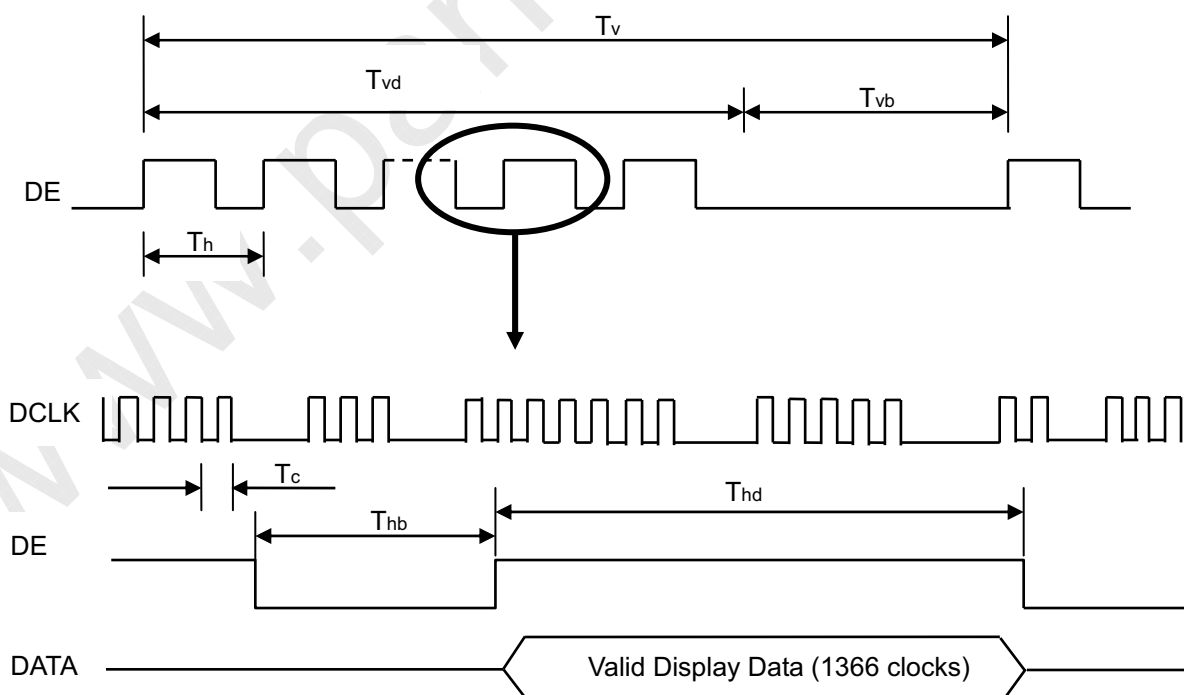 Tv
Tvd
Tvb
DE
Th
DCLK
Tc
Thd
Thb
DE
DATA
Valid Display Data (1366 clocks)